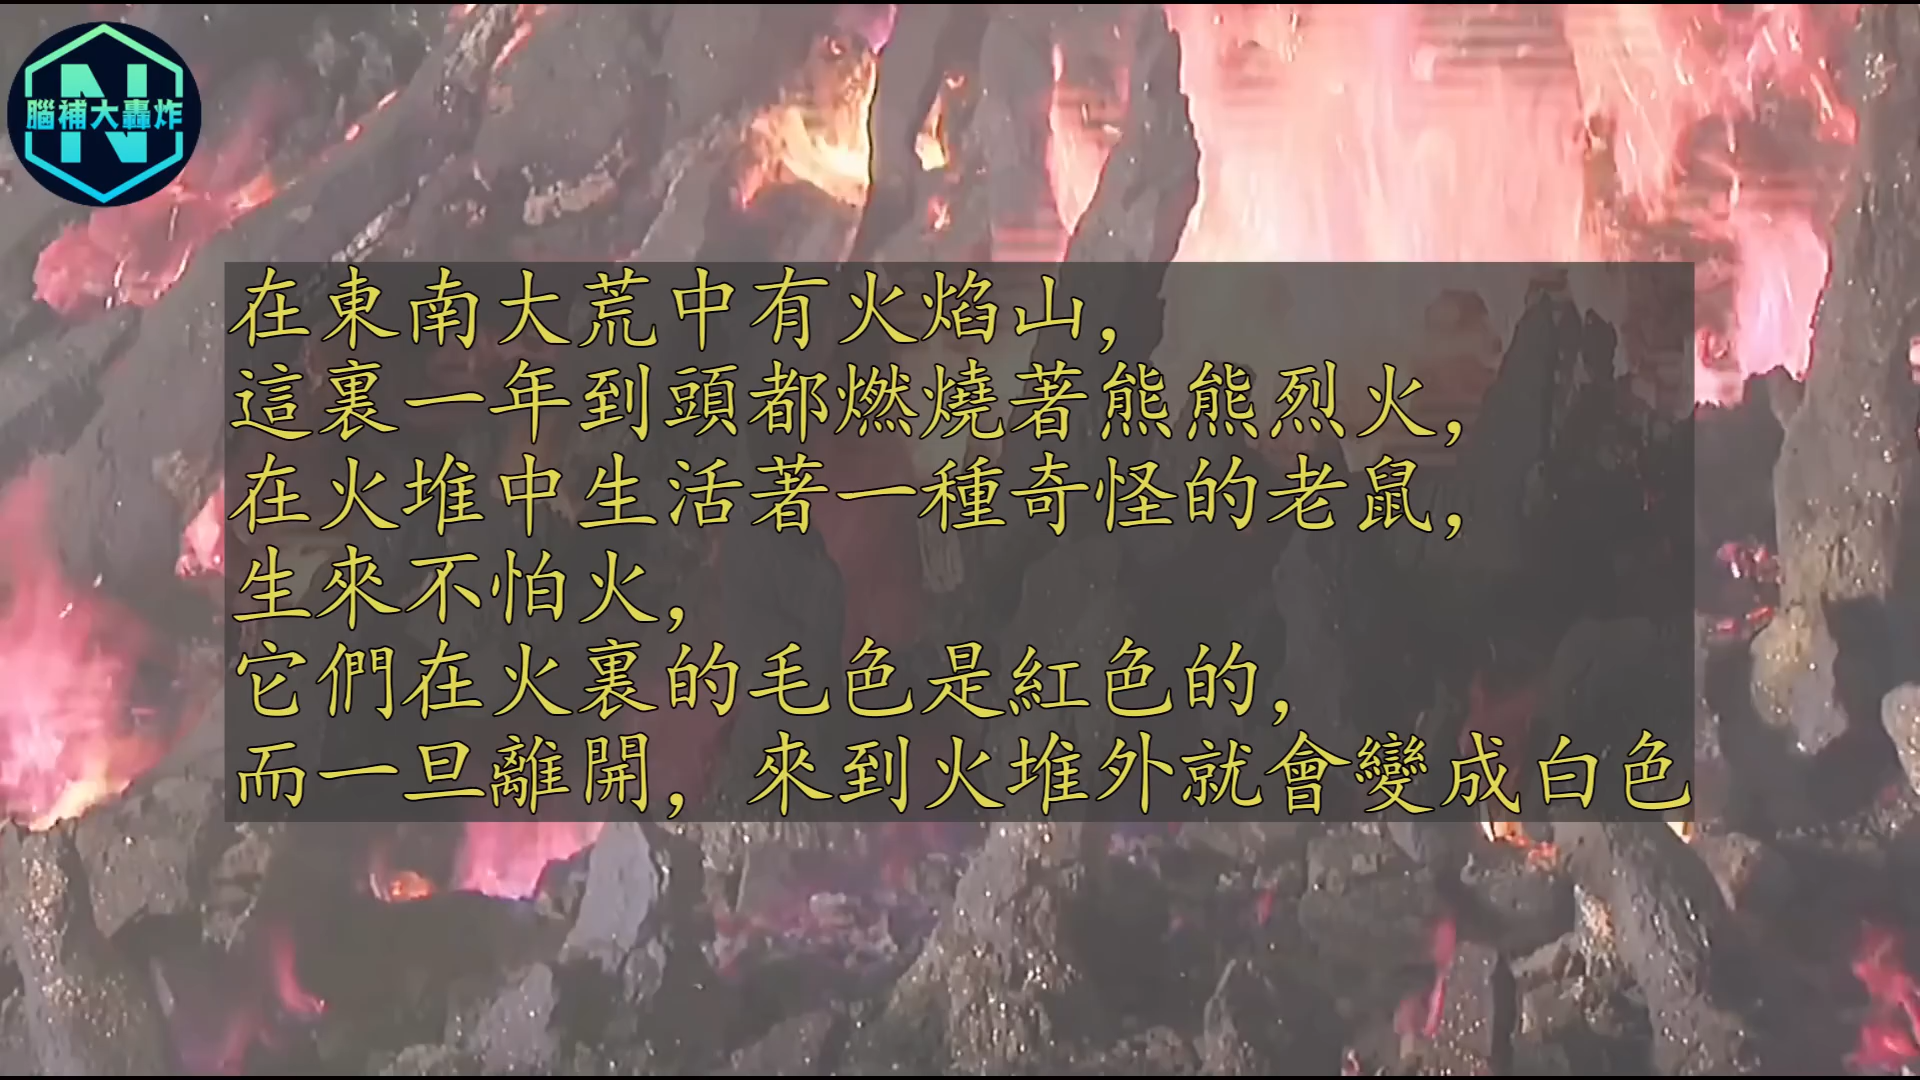 腦補大轟炸
在東南大荒中有火焰山，
這裏一年到頭都燃燒著熊熊烈火，
在火堆中生活著一種奇怪的老鼠，
生來不怕火，
它們在火裏的毛色是紅色的，
而一旦離開，來到火堆外就會變成白色